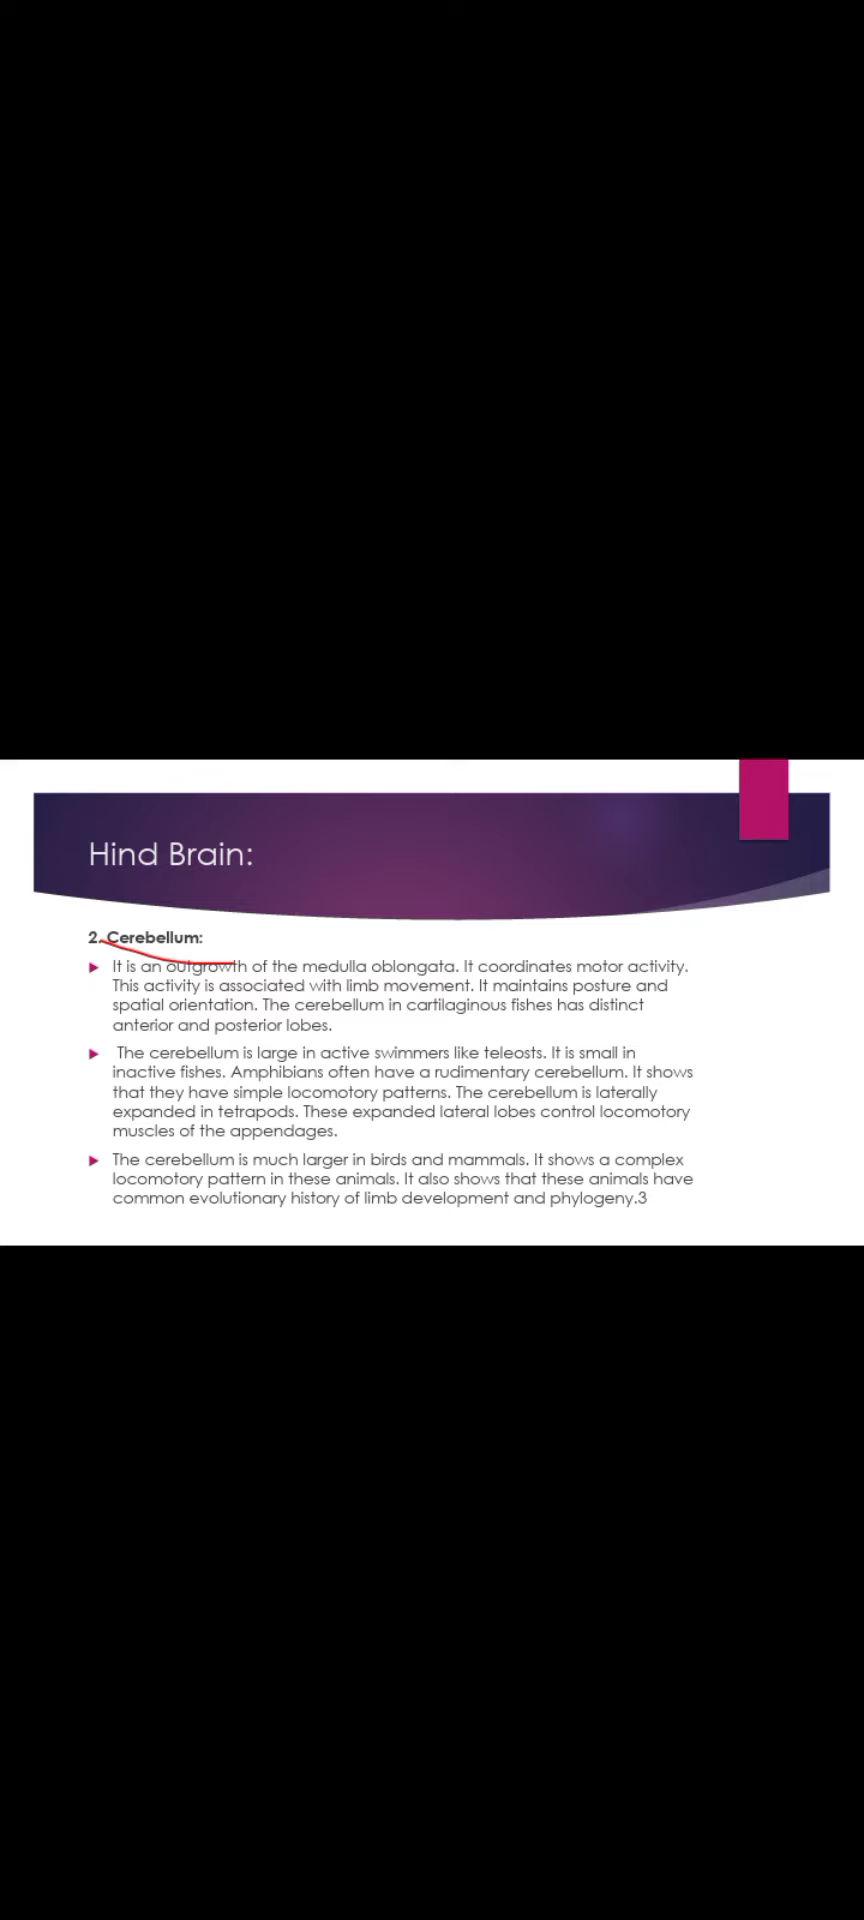 Hind Brain:
2. Cerebellum:
It is an outgrowth of the medulla oblongata. It coordinates motor activity.
This activity is associated with limb movement. It maintains posture and
spatial orientation. The cerebellum in cartilaginous fishes has distinct
anterior and posterior lobes.
The cerebellum is large in active swimmers like teleosts. It is small in
inactive fishes. Amphibians often have a rudimentary cerebellum. It shows
that they have simple locomotory patterns. The cerebellum is laterally
expanded in tetrapods. These expanded lateral lobes control locomotory
muscles of the appendages.
The cerebellum is much larger in birds and mammals. It shows a complex
locomotory pattern in these animals. It also shows that these animals have
common evolutionary history of limb development and phylogeny.3